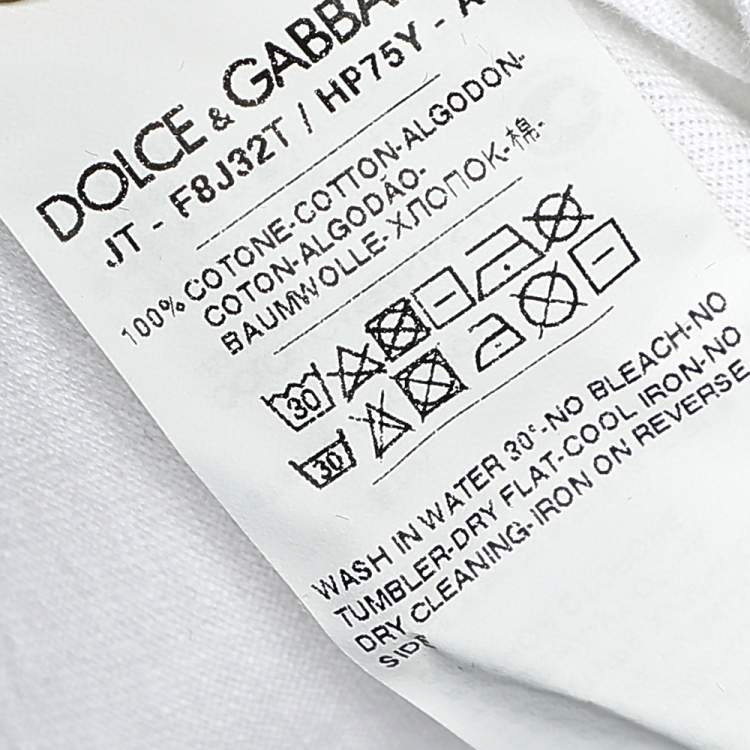 DOLCE & GABBA
JT - F8J32T / HP75Y - A
100% COTONE-COTTON-ALGODON-
COTON-ALGODÃO-
BAUMWOLLE-ХЛОПОК-棉-
30
30
WASH IN WATER 30°-NO BLEACH-NO
TUMBLER-DRY FLAT-COOL IRON-NO
DRY CLEANING-IRON ON REVERSE
SIDE